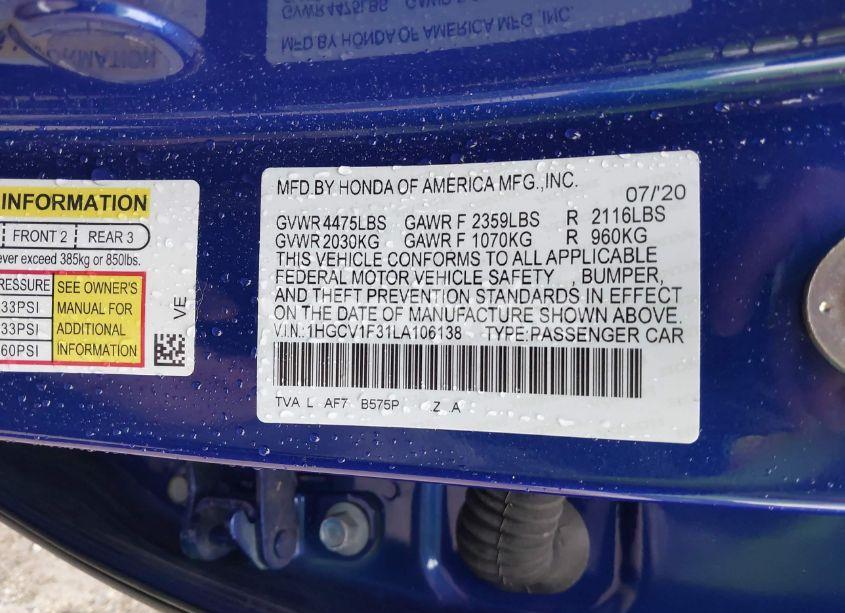 GVWR 4475LBS
MFD BY HONDA OF AMERICA MFG., INC.
INFORMATION
FRONT 2 REAR 3
ever exceed 385kg or 850lbs.
RESSURE SEE OWNER'S
33PSI MANUAL FOR
33PSI ADDITIONAL
60PSI INFORMATION
VE
MFD.BY HONDA OF AMERICA MFG.,INC.
07/'20
GVWR 4475LBS GAWR F 2359LBS R 2116LBS
GVWR 2030KG GAWR F 1070KG R 960KG
THIS VEHICLE CONFORMS TO ALL APPLICABLE
FEDERAL MOTOR VEHICLE SAFETY , BUMPER,
AND THEFT PREVENTION STANDARDS IN EFFECT
ON THE DATE OF MANUFACTURE SHOWN ABOVE.
V.IN.:1HGCV1F31LA106138 TYPE:PASSENGER CAR
TVA L AF7 B575P .Z .A